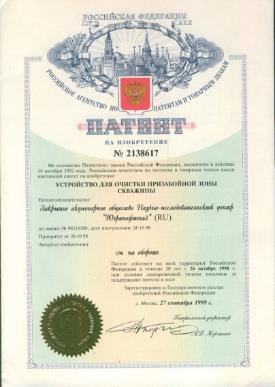 РОССИЙСКАЯ ФЕДЕРАЦИЯ
РОССИЙСКОЕ АГЕНТСТВО ПО ПАТЕНТАМ И ТОВАРНЫМ ЗНАКАМ
ПАТЕНТ
НА ИЗОБРЕТЕНИЕ
№ 2138617
На основании Патентного закона Российской Федерации, введенного в действие
14 октября 1992 года, Российским агентством по патентам и товарным знакам выдан
настоящий патент на изобретение
УСТРОЙСТВО ДЛЯ ОЧИСТКИ ПРИЗАБОЙНОЙ ЗОНЫ
СКВАЖИНЫ
Патентообладатель(ли):
Закрытое акционерное общество Научно-исследовательский центр
(RU)
по заявке № дата поступления: 26.10.98
Приоритет от 26.10.98
Автор(ы) изобретения:
см. на обороте
Патент действует на всей территории Российской
Федерации в течение 20 лет с 26 октября 1998 г.
при условии своевременной уплаты пошлины за
поддержание патента в силе
Зарегистрирован в Государственном реестре
изобретений Российской Федерации
г. Москва, 27 сентября 1999 г.
Генеральный директор